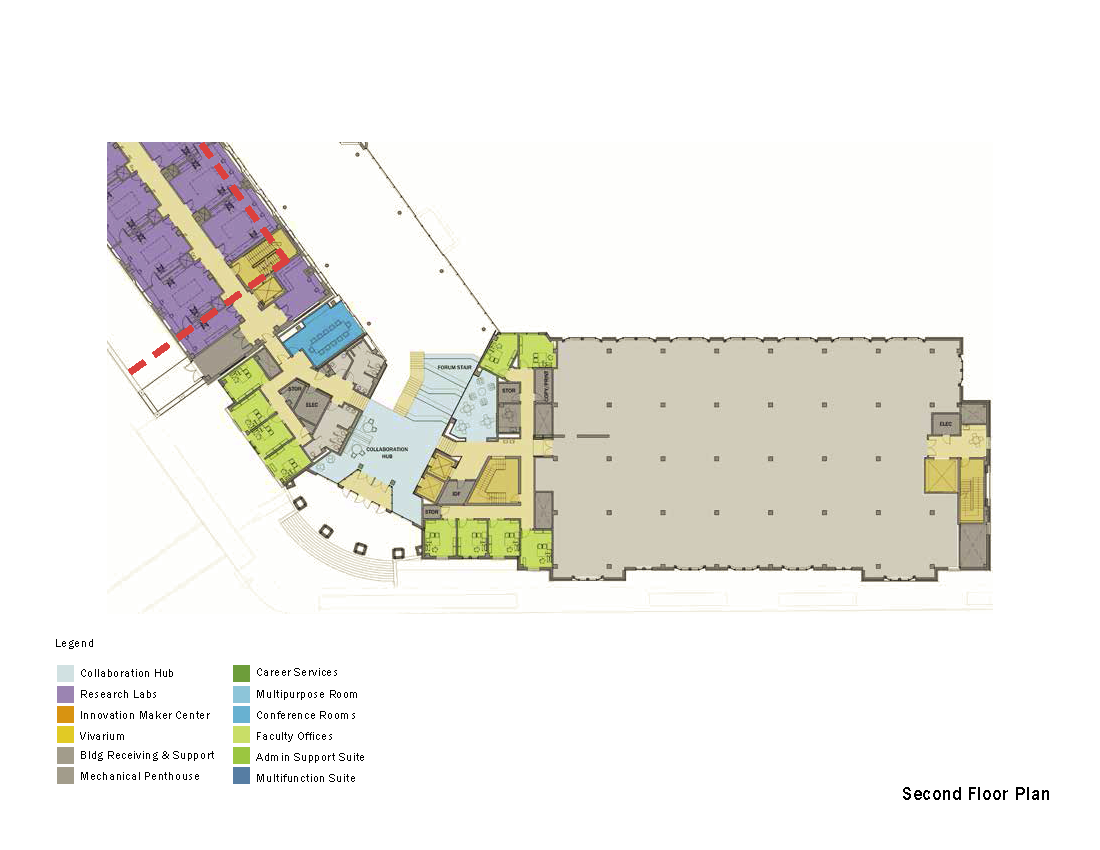 FORUM STAIR
STOR
COPY/PRINT
STOR
ELEC
ELEC
COLLABORATION
HUB
IDF
STOR
Legend
Collaboration Hub
Research Labs
Innovation Maker Center
Vivarium
Bldg Receiving & Support
Mechanical Penthouse
Career Services
Multipurpose Room
Conference Rooms
Faculty Offices
Admin Support Suite
Multifunction Suite
Second Floor Plan